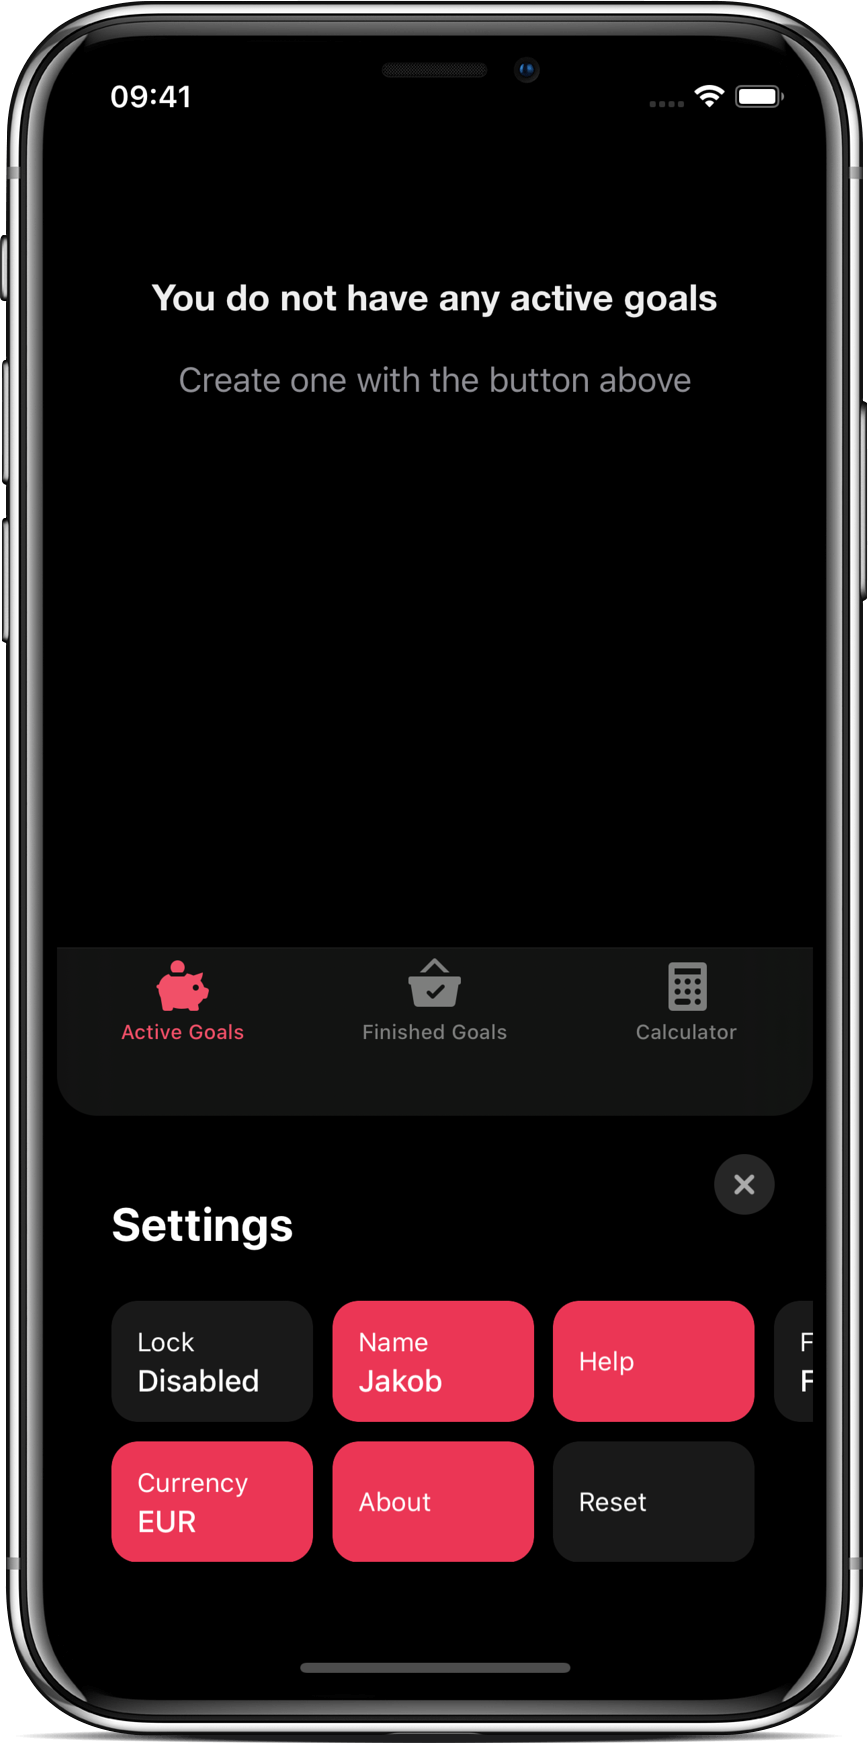 09:41
You do not have any active goals
Create one with the button above
Active Goals
Finished Goals
Calculator
Settings
Lock
Disabled
Name
Jakob
Help
Currency
EUR
About
Reset